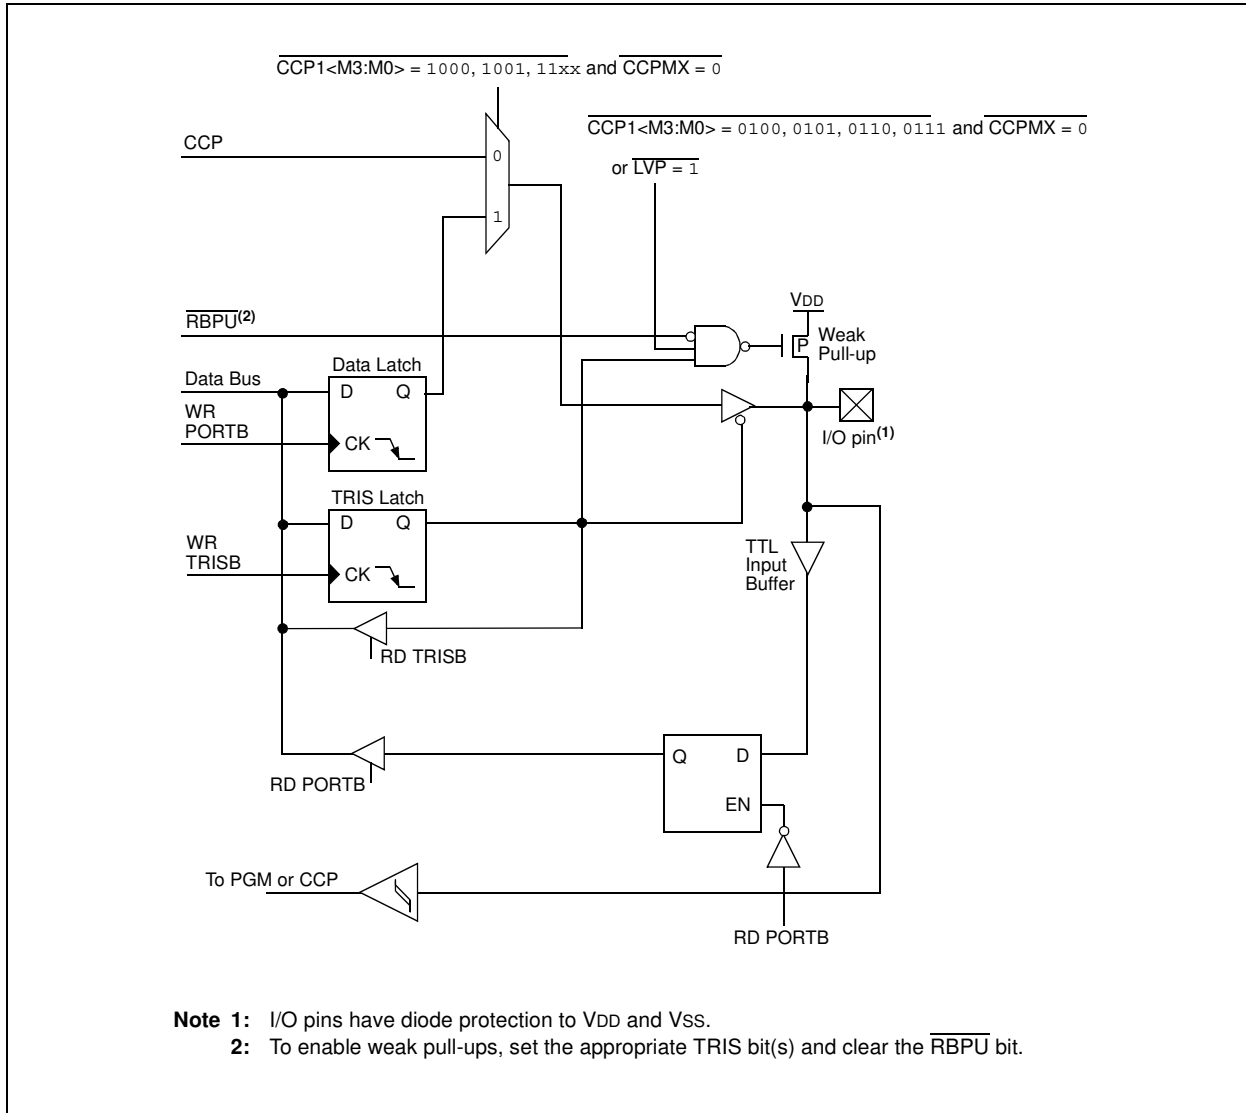 CCP1<M3:M0> = 1000, 1001, 11xx and CCPMX = 0
CCP1<M3:M0> = 0100, 0101, 0110, 0111 and CCPMX = 0
or LVP = 1
CCP
0
1
RBPU(2)
VDD
P
Weak
Pull-up
Data Bus
Data Latch
D Q
WR
PORTB
CK
I/O pin(1)
TRIS Latch
D Q
WR
TRISB
CK
TTL
Input
Buffer
RD TRISB
Q D
EN
RD PORTB
To PGM or CCP
RD PORTB
Note 1: I/O pins have diode protection to VDD and VSS.
2: To enable weak pull-ups, set the appropriate TRIS bit(s) and clear the RBPU bit.